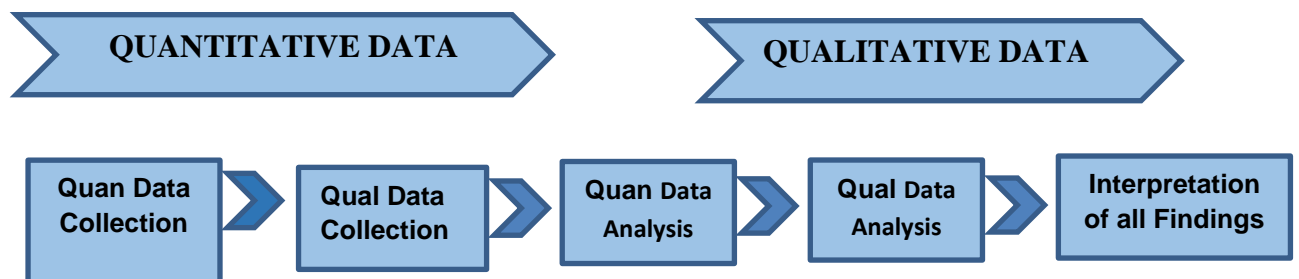 QUANTITATIVE DATA
QUALITATIVE DATA
Quan Data
Collection
Qual Data
Collection
Quan Data
Analysis
Qual Data
Analysis
Interpretation
of all Findings